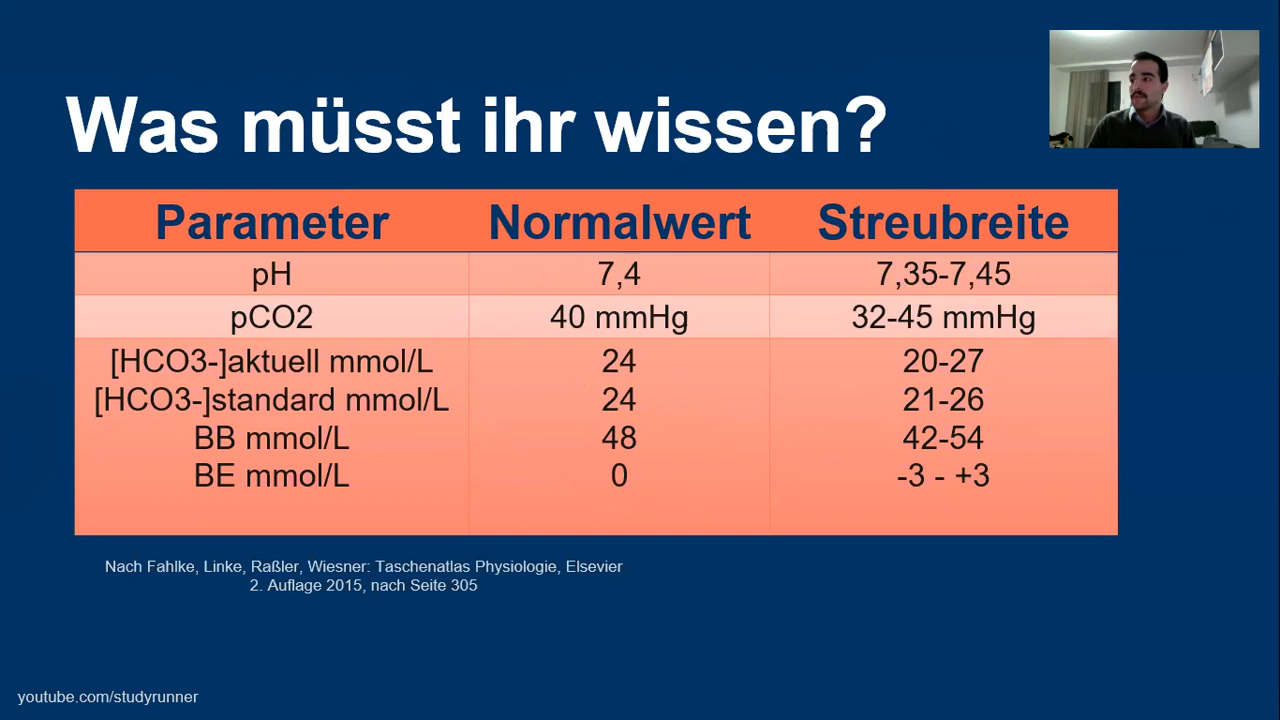 Was müsst ihr wissen?
Parameter Normalwert Streubreite
pH 7,4 7,35-7,45
pCO2 40 mmHg 32-45 mmHg
[HCO3-]aktuell mmol/L 24 20-27
[HCO3-]standard mmol/L 24 21-26
BB mmol/L 48 42-54
BE mmol/L 0 -3 - +3
Nach Fahlke, Linke, Raßler, Wiesner: Taschenatlas Physiologie, Elsevier
2. Auflage 2015, nach Seite 305
youtube.com/studyrunner